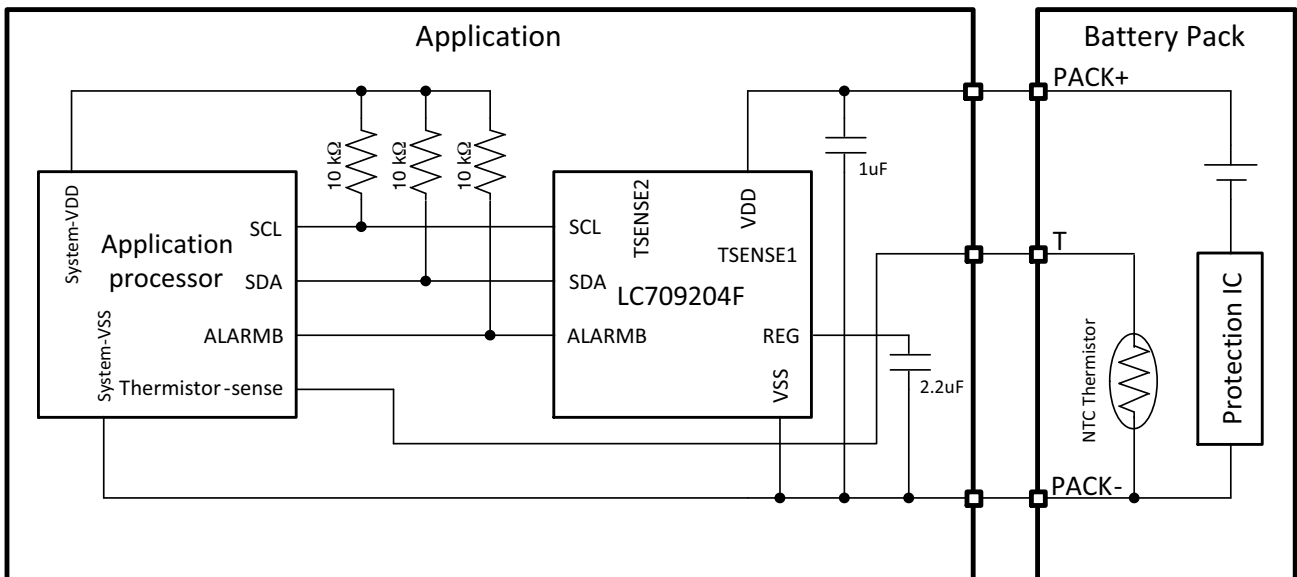 Application
Battery Pack
PACK+
10 kΩ
10 kΩ
10 kΩ
1uF
System-VDD
SCL
SCL
TSENSE2
VDD
Application
processor
T
TSENSE1
SDA
SDA
LC709204F
System-VSS
ALARMB
ALARMB
REG
Thermistor-sense
VSS
2.2uF
NTC Thermistor
Protection IC
PACK-